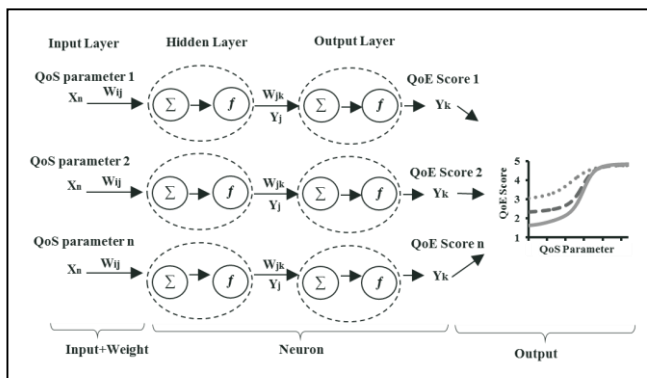 Input Layer Hidden Layer Output Layer
QoS parameter 1 QoE Score 1
Xn Wij Σ f Wjk Yj Σ f Yk
QoS parameter 2 QoE Score 2
Xn Wij Σ f Wjk Yj Σ f Yk
QoS parameter n QoE Score n
Xn Wij Σ f Wjk Yj Σ f Yk
QoE Score
5
4
3
2
1
QoS Parameter
Input+Weight Neuron Output